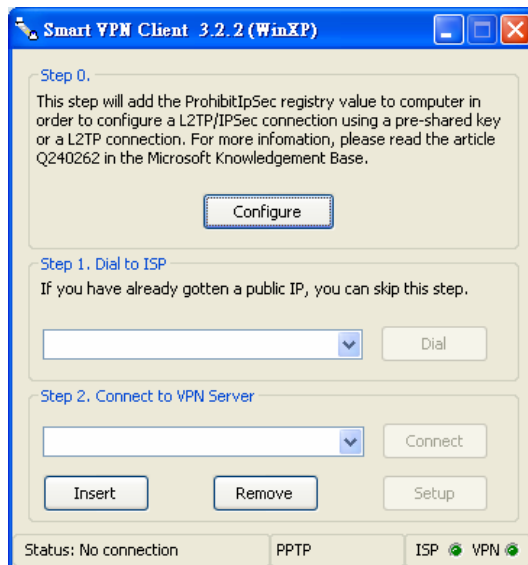 Smart VPN Client 3.2.2 (WinXP)
Step 0.
This step will add the ProhibitIpSec registry value to computer in
order to configure a L2TP/IPSec connection using a pre-shared key
or a L2TP connection. For more infomation, please read the article
Q240262 in the Microsoft Knowledgement Base.
Configure
Step 1. Dial to ISP
If you have already gotten a public IP, you can skip this step.
Dial
Step 2. Connect to VPN Server
Connect
Insert Remove Setup
Status: No connection PPTP ISP VPN